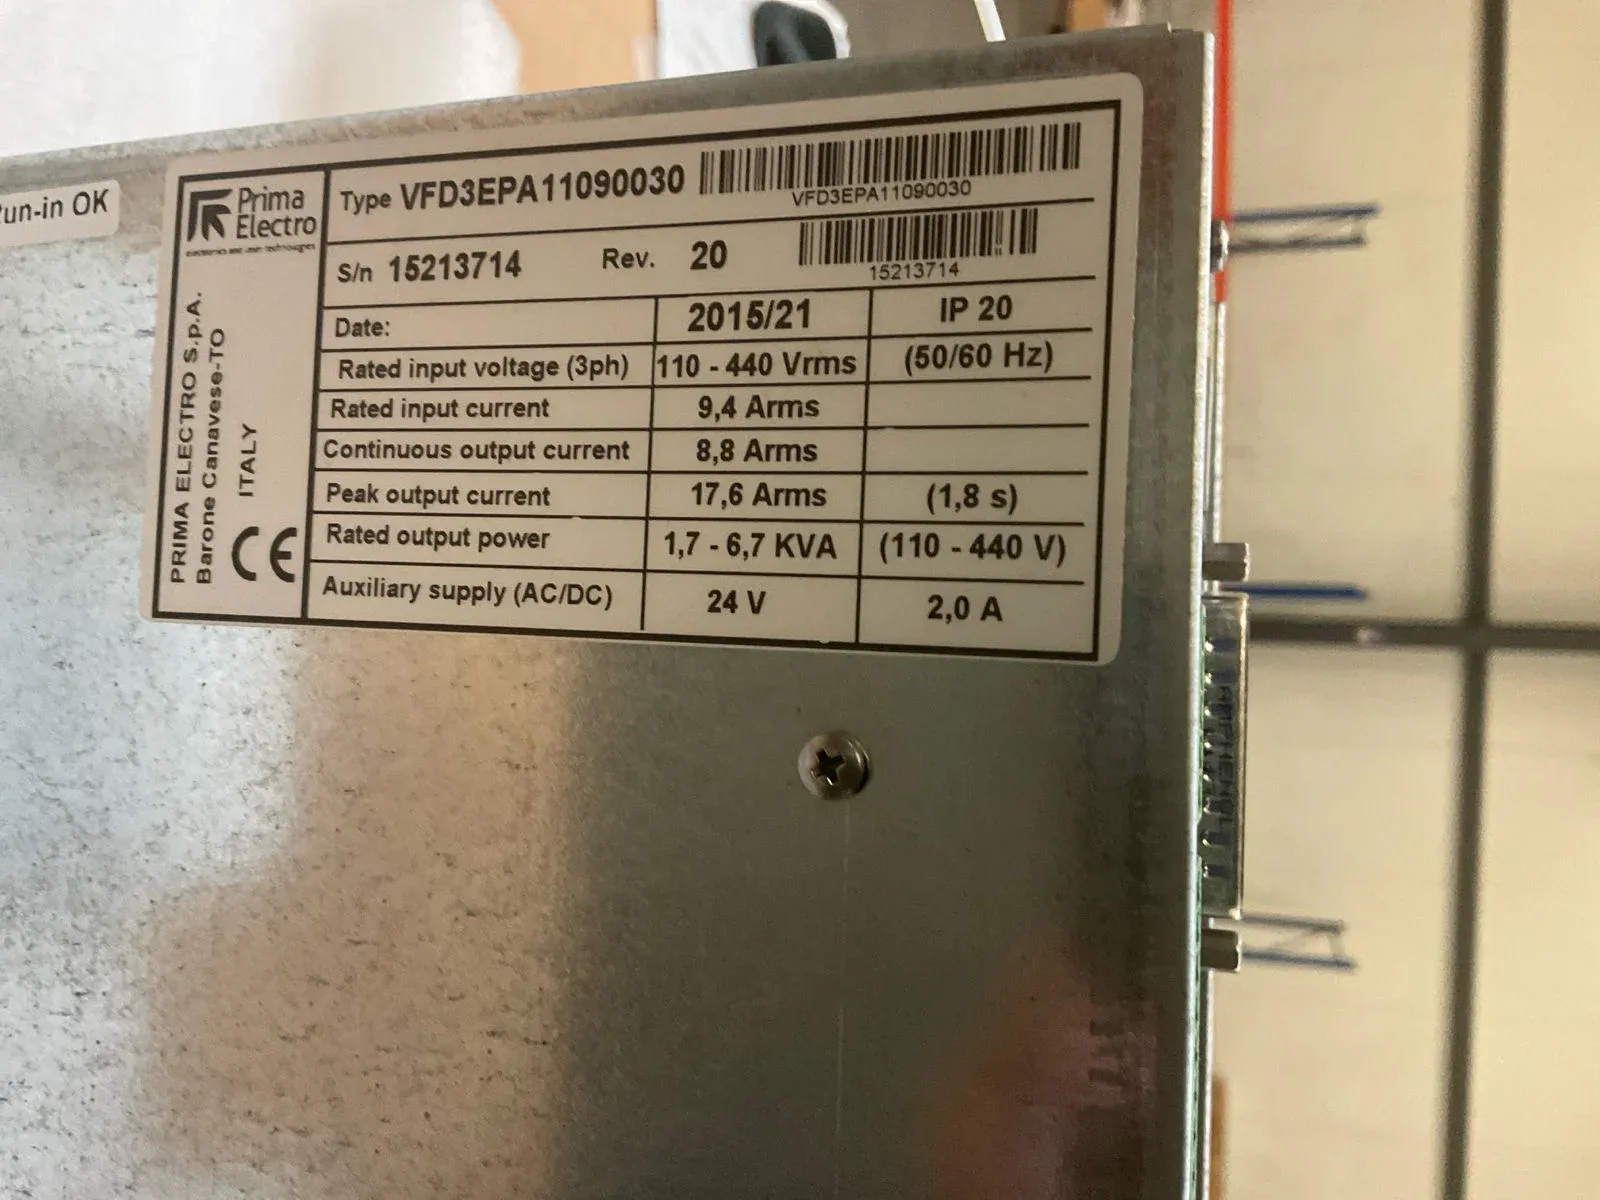 un-in OK
Prima
Electro
PRIMA ELECTRO S.p.A.
Barone Canavese-TO
ITALY
CE
Type VFD3EPA11090030
VFD3EPA11090030
S/n 15213714 Rev. 20
15213714
Date: 2015/21 IP 20
Rated input voltage (3ph) 110 - 440 Vrms (50/60 Hz)
Rated input current 9,4 Arms
Continuous output current 8,8 Arms
Peak output current 17,6 Arms (1,8 s)
Rated output power 1,7 - 6,7 KVA (110 - 440 V)
Auxiliary supply (AC/DC) 24 V 2,0 A
AMPHENOL